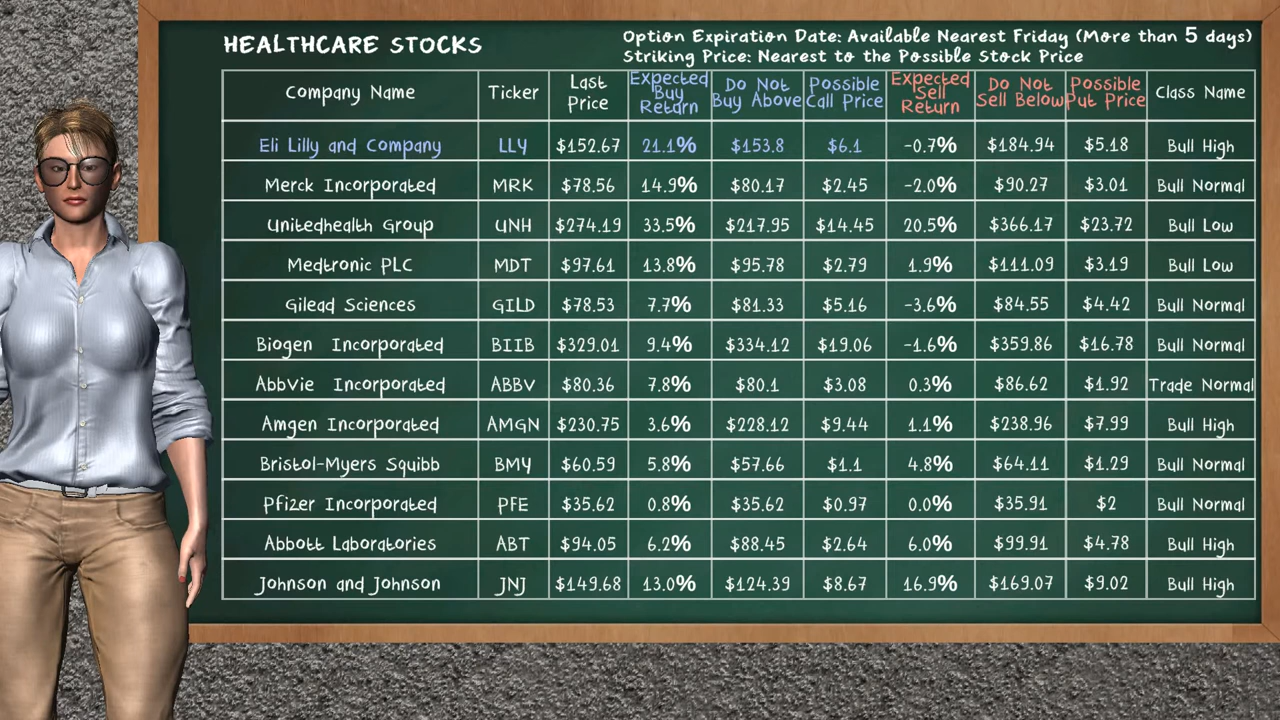 HEALTHCARE STOCKS
Option Expiration Date: Available Nearest Friday (More than 5 days)
Striking Price: Nearest to the Possible Stock Price
Company Name Ticker Last Price Expected Buy Return Do Not Buy Above Possible Call Price Expected Sell Return Do Not Sell Below Possible Put Price Class Name
Eli Lilly and Company LLY $152.67 21.1% $153.8 $6.1 -0.7% $184.94 $5.18 Bull High
Merck Incorporated MRK $78.56 14.9% $80.17 $2.45 -2.0% $90.27 $3.01 Bull Normal
Unitedhealth Group UNH $274.19 33.5% $217.95 $14.45 20.5% $366.17 $23.72 Bull Low
Medtronic PLC MDT $97.61 13.8% $95.78 $2.79 1.9% $111.09 $3.19 Bull Low
Gilead Sciences GILD $78.53 7.7% $81.33 $5.16 -3.6% $84.55 $4.42 Bull Normal
Biogen Incorporated BIIB $329.01 9.4% $334.12 $19.06 -1.6% $359.86 $16.78 Bull Normal
AbbVie Incorporated ABBV $80.36 7.8% $80.1 $3.08 0.3% $86.62 $1.92 Trade Normal
Amgen Incorporated AMGN $230.75 3.6% $228.12 $9.44 1.1% $238.96 $7.99 Bull High
Bristol-Myers Squibb BMY $60.59 5.8% $57.66 $1.1 4.8% $64.11 $1.29 Bull Normal
Pfizer Incorporated PFE $35.62 0.8% $35.62 $0.97 0.0% $35.91 $2 Bull Normal
Abbott Laboratories ABT $94.05 6.2% $88.45 $2.64 6.0% $99.91 $4.78 Bull High
Johnson and Johnson JNJ $149.68 13.0% $124.39 $8.67 16.9% $169.07 $9.02 Bull High